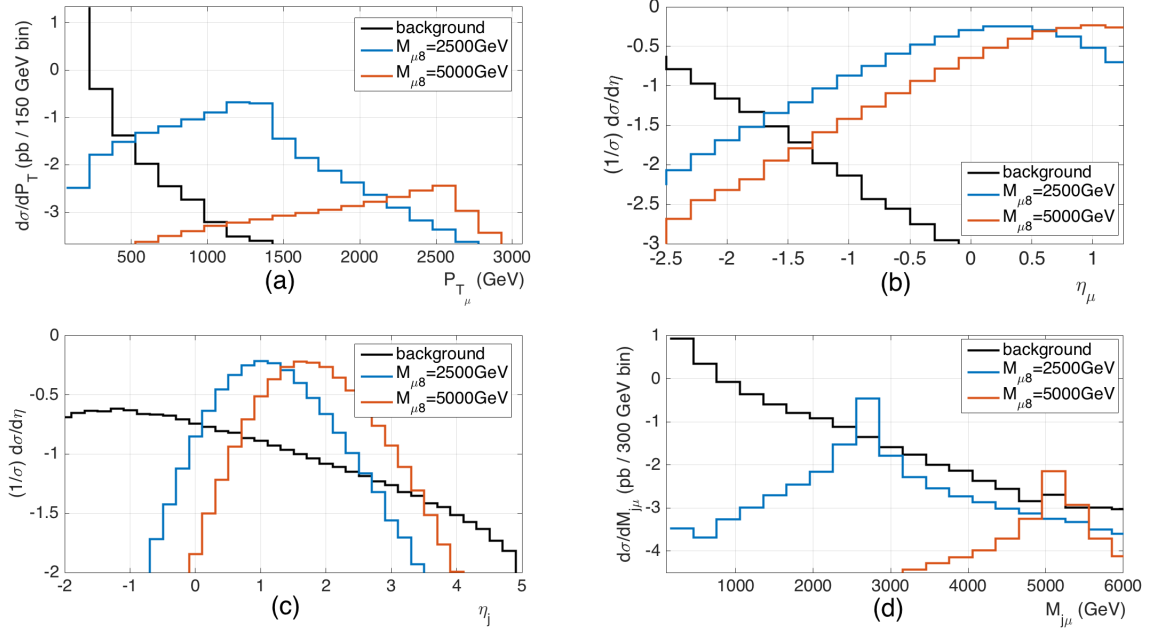 dσ/dP_T (pb / 150 GeV bin)
1
0
-1
-2
-3
background
M_μ8=2500GeV
M_μ8=5000GeV
500 1000 1500 2000 2500 3000
(a)
P_T_μ (GeV)
(1/σ) dσ/dη
0
-0.5
-1
-1.5
-2
-2.5
-3
background
M_μ8=2500GeV
M_μ8=5000GeV
-2.5 -2 -1.5 -1 -0.5 0 0.5 1
(b)
η_μ
(1/σ) dσ/dη
0
-0.5
-1
-1.5
-2
background
M_μ8=2500GeV
M_μ8=5000GeV
-2 -1 0 1 2 3 4 5
(c)
η_j
dσ/dM_jμ (pb / 300 GeV bin)
1
0
-1
-2
-3
-4
background
M_μ8=2500GeV
M_μ8=5000GeV
1000 2000 3000 4000 5000 6000
(d)
M_jμ (GeV)